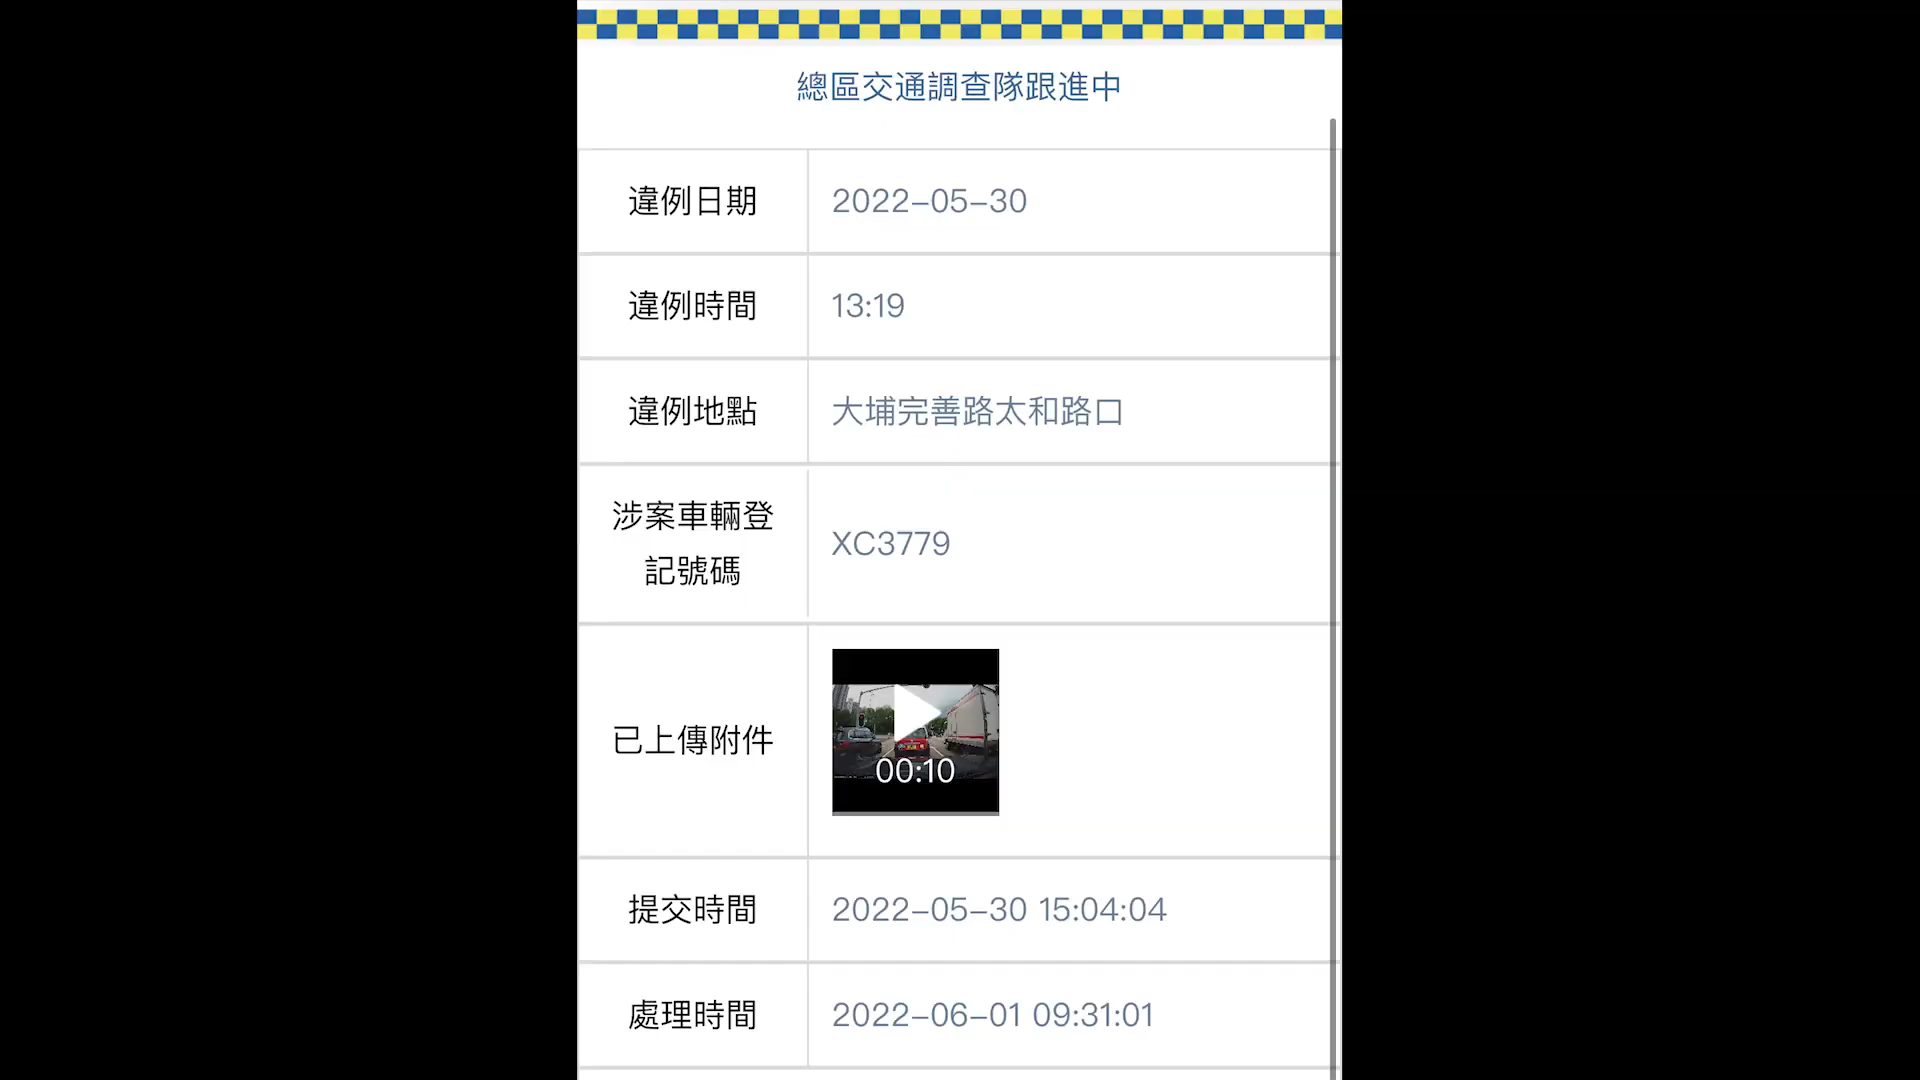 總區交通調查隊跟進中
違例日期 2022-05-30
違例時間 13:19
違例地點 大埔完善路太和路口
涉案車輛登
記號碼 XC3779
已上傳附件 00:10
提交時間 2022-05-30 15:04:04
處理時間 2022-06-01 09:31:01